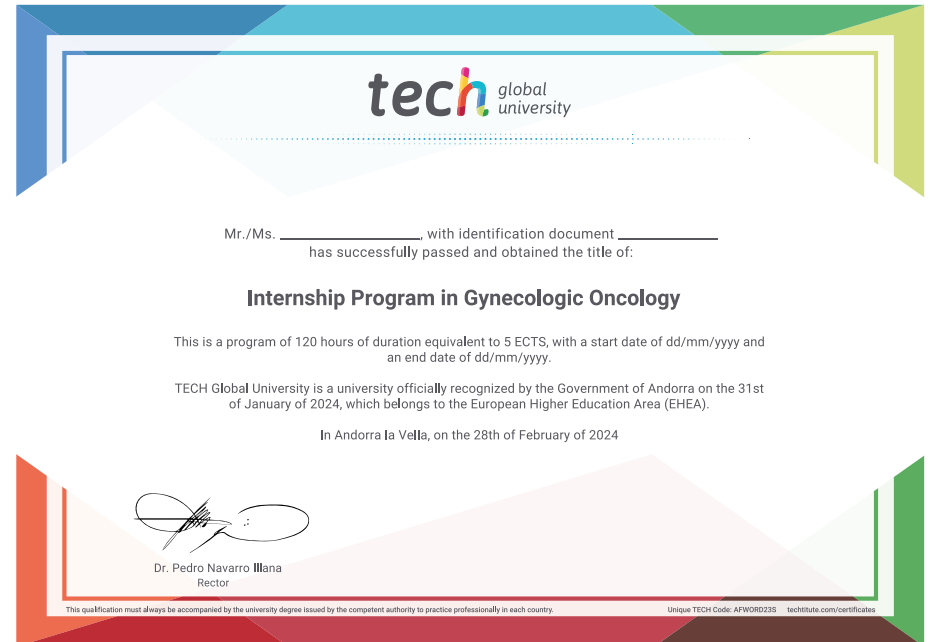 tech global university
Mr./Ms. ____________________, with identification document ______________
has successfully passed and obtained the title of:
Internship Program in Gynecologic Oncology
This is a program of 120 hours of duration equivalent to 5 ECTS, with a start date of dd/mm/yyyy and
an end date of dd/mm/yyyy.
TECH Global University is a university officially recognized by the Government of Andorra on the 31st
of January of 2024, which belongs to the European Higher Education Area (EHEA).
In Andorra la Vella, on the 28th of February of 2024
Dr. Pedro Navarro Illana
Rector
This qualification must always be accompanied by the university degree issued by the competent authority to practice professionally in each country.
Unique TECH Code: AFWORD23S techtitute.com/certificates